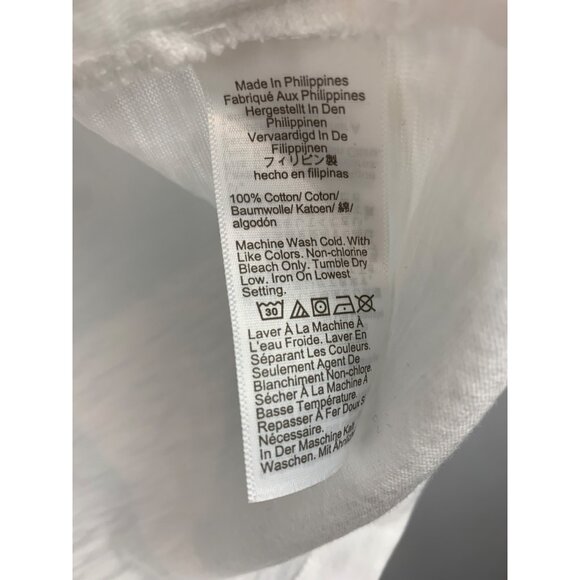 Made In Philippines
Fabriqué Aux Philippines
Hergestellt In Den
Philippinen
Vervaardigd In De
Filippijnen
フィリピン製
hecho en filipinas
100% Cotton/ Coton/
Baumwolle/ Katoen/ 綿/
algodón
Machine Wash Cold. With
Like Colors. Non-chlorine
Bleach Only. Tumble Dry
Low. Iron On Lowest
Setting.
30
Laver À La Machine À
L'eau Froide. Laver En
Séparant Les Couleurs.
Seulement Agent De
Blanchiment Non-chlore.
Sécher À La Machine À
Basse Température.
Repasser À Fer Doux Si
Nécessaire.
In Der Maschine Kalt
Waschen. Mit